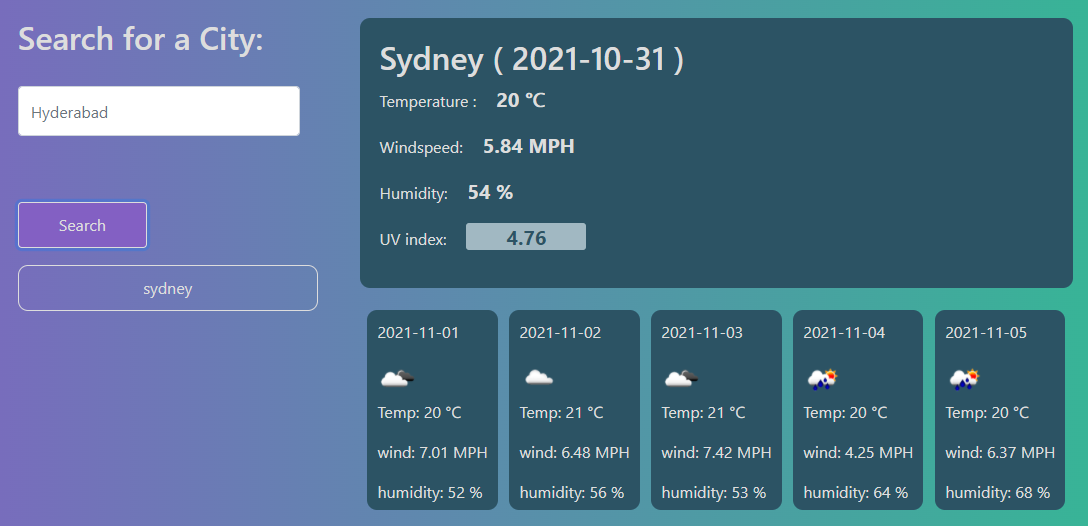 Search for a City:
Hyderabad
Search
sydney
Sydney ( 2021-10-31 )
Temperature : 20 °C
Windspeed: 5.84 MPH
Humidity: 54 %
UV index: 4.76
2021-11-01
Temp: 20 °C
wind: 7.01 MPH
humidity: 52 %
2021-11-02
Temp: 21 °C
wind: 6.48 MPH
humidity: 56 %
2021-11-03
Temp: 21 °C
wind: 7.42 MPH
humidity: 53 %
2021-11-04
Temp: 20 °C
wind: 4.25 MPH
humidity: 64 %
2021-11-05
Temp: 20 °C
wind: 6.37 MPH
humidity: 68 %